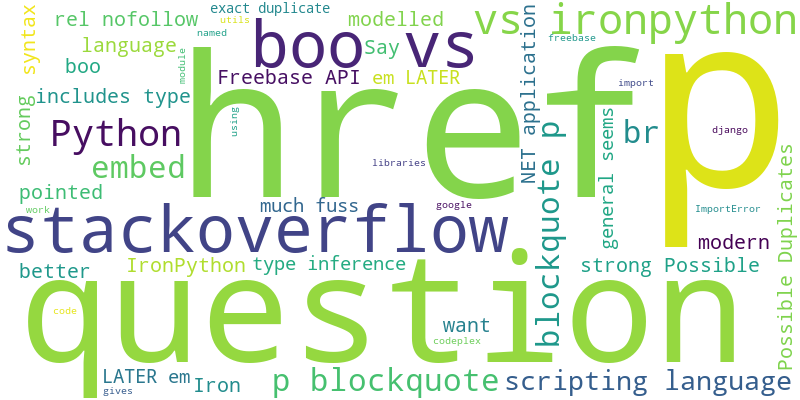 exact duplicate
rel nofollow
utils
modelled
vs ironpython
syntax
named
boo vs
Say
freebase
language
module
boo
Freebase API
em LATER
import
href
p
includes type
strong
Python
using
NET application
br
django
embed
libraries
blockquote p
general seems
pointed
work
much fuss
google
ImportError
stackoverflow
modern
Possible Duplicates
better
IronPython
type inference
strong Possible
question
code
want
codeplex
LATER em
Iron
gives
p blockquote
scripting language